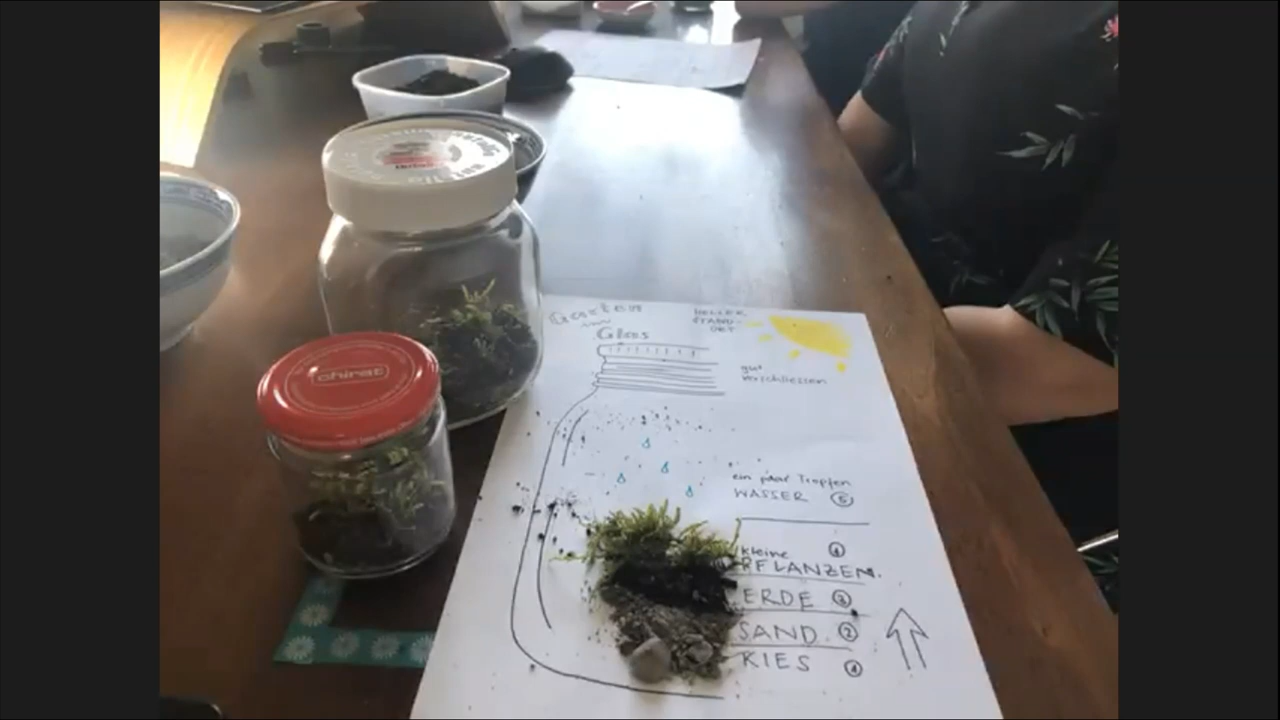 chirat
Garten
im
Glas
HELLER
STAND-
ORT
gut
verschliessen
ein paar Tropfen
WASSER ⑤
kleine ④
PFLANZEN.
ERDE ③
SAND ②
KIES ①